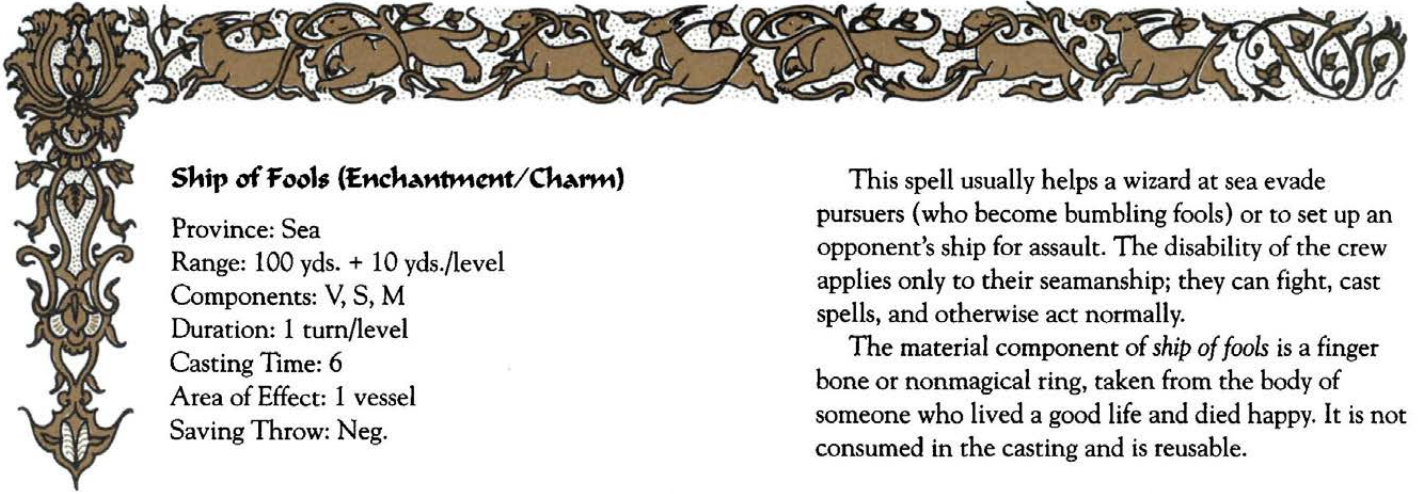 Ship of Fools (Enchantment/Charm)
Province: Sea
Range: 100 yds. + 10 yds./level
Components: V, S, M
Duration: 1 turn/level
Casting Time: 6
Area of Effect: 1 vessel
Saving Throw: Neg.
This spell usually helps a wizard at sea evade
pursuers (who become bumbling fools) or to set up an
opponent's ship for assault. The disability of the crew
applies only to their seamanship; they can fight, cast
spells, and otherwise act normally.
The material component of ship of fools is a finger
bone or nonmagical ring, taken from the body of
someone who lived a good life and died happy. It is not
consumed in the casting and is reusable.